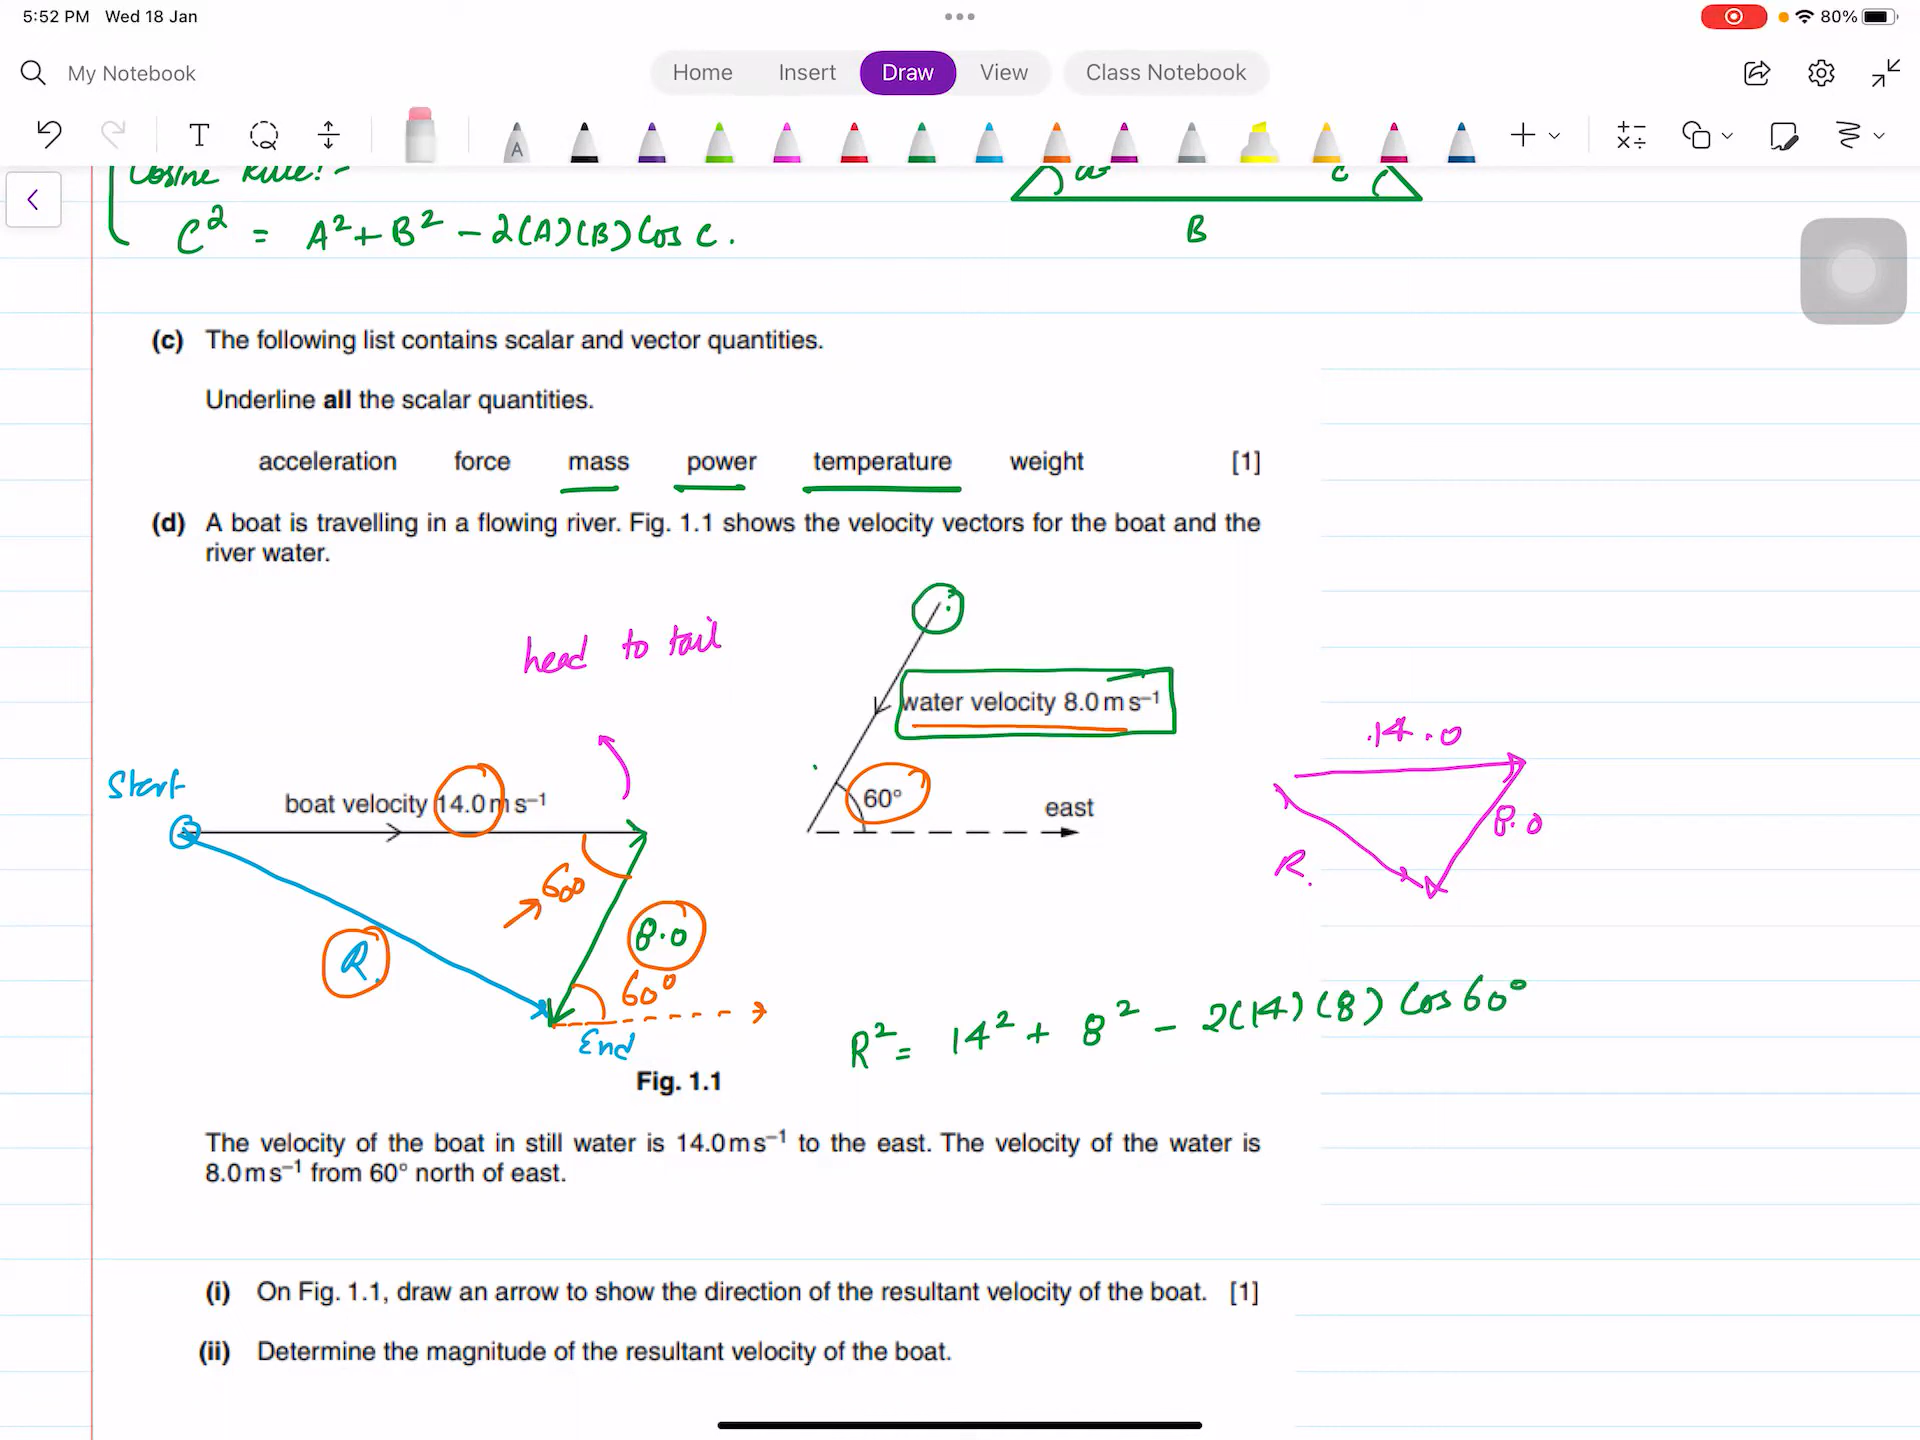 5:52 PM Wed 18 Jan
80%
My Notebook
Home Insert Draw View Class Notebook
T
A
Cosine Rule:-
C² = A² + B² - 2(A)(B) Cos C.
c
B
(c) The following list contains scalar and vector quantities.
Underline all the scalar quantities.
acceleration force mass power temperature weight [1]
(d) A boat is travelling in a flowing river. Fig. 1.1 shows the velocity vectors for the boat and the
river water.
head to tail
water velocity 8.0 m s⁻¹
14.0
Start
boat velocity 14.0 m s⁻¹
60°
east
8.0
R.
60°
8.0
R.
60°
End
R² = 14² + 8² - 2(14)(8) Cos 60°
Fig. 1.1
The velocity of the boat in still water is 14.0 m s⁻¹ to the east. The velocity of the water is
8.0 m s⁻¹ from 60° north of east.
(i) On Fig. 1.1, draw an arrow to show the direction of the resultant velocity of the boat. [1]
(ii) Determine the magnitude of the resultant velocity of the boat.